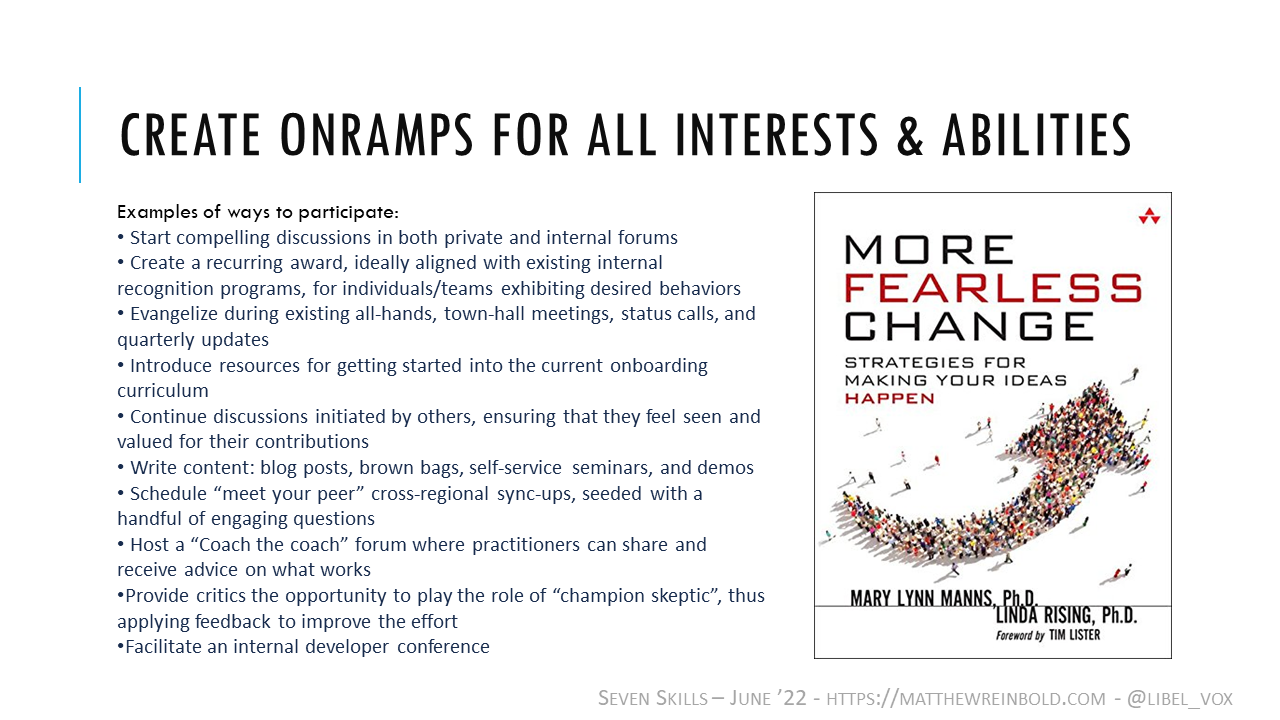 CREATE ONRAMPS FOR ALL INTERESTS & ABILITIES
Examples of ways to participate:
• Start compelling discussions in both private and internal forums
• Create a recurring award, ideally aligned with existing internal
recognition programs, for individuals/teams exhibiting desired behaviors
• Evangelize during existing all-hands, town-hall meetings, status calls, and
quarterly updates
• Introduce resources for getting started into the current onboarding
curriculum
• Continue discussions initiated by others, ensuring that they feel seen and
valued for their contributions
• Write content: blog posts, brown bags, self-service seminars, and demos
• Schedule “meet your peer” cross-regional sync-ups, seeded with a
handful of engaging questions
• Host a “Coach the coach” forum where practitioners can share and
receive advice on what works
•Provide critics the opportunity to play the role of “champion skeptic”, thus
applying feedback to improve the effort
•Facilitate an internal developer conference
MORE
FEARLESS
CHANGE
STRATEGIES FOR
MAKING YOUR IDEAS
HAPPEN
MARY LYNN MANNS, Ph.D.
LINDA RISING, Ph.D.
Foreword by TIM LISTER
SEVEN SKILLS – JUNE ’22 - HTTPS://MATTHEWREINBOLD.COM - @LIBEL_VOX